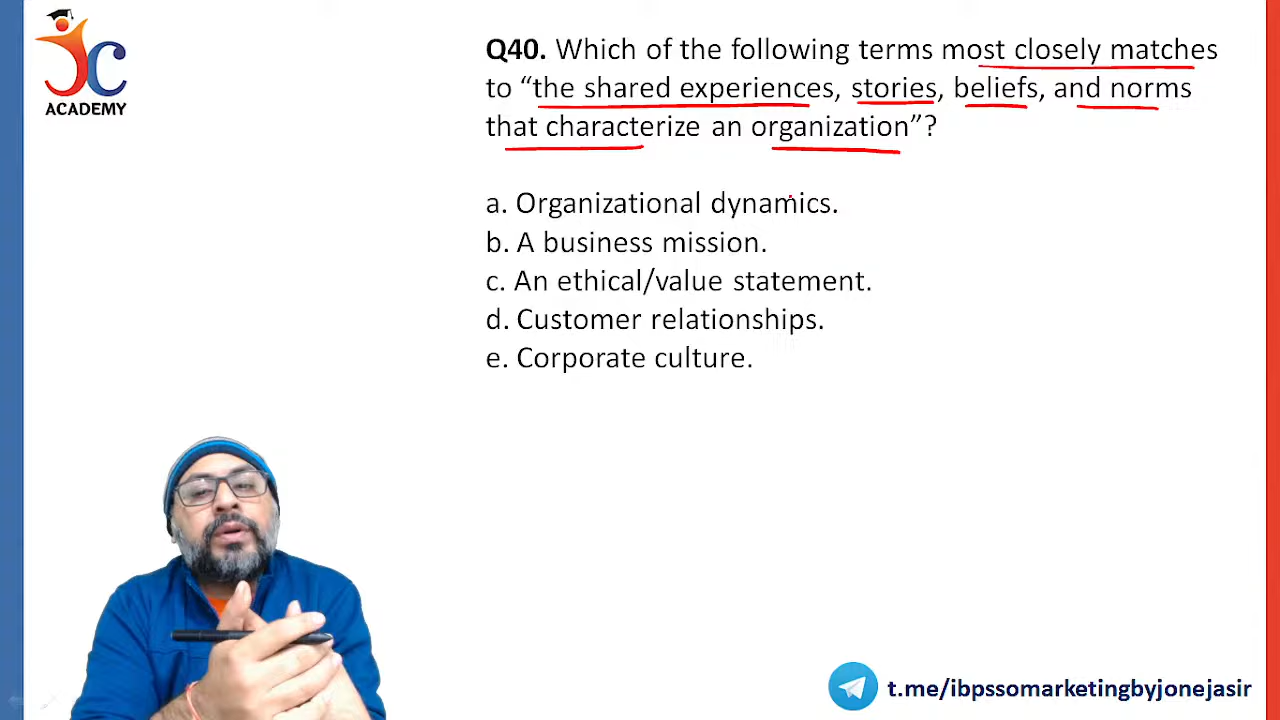 JC
ACADEMY
Q40. Which of the following terms most closely matches
to “the shared experiences, stories, beliefs, and norms
that characterize an organization”?
a. Organizational dynamics.
b. A business mission.
c. An ethical/value statement.
d. Customer relationships.
e. Corporate culture.
t.me/ibpssomarketingbyjonejasir